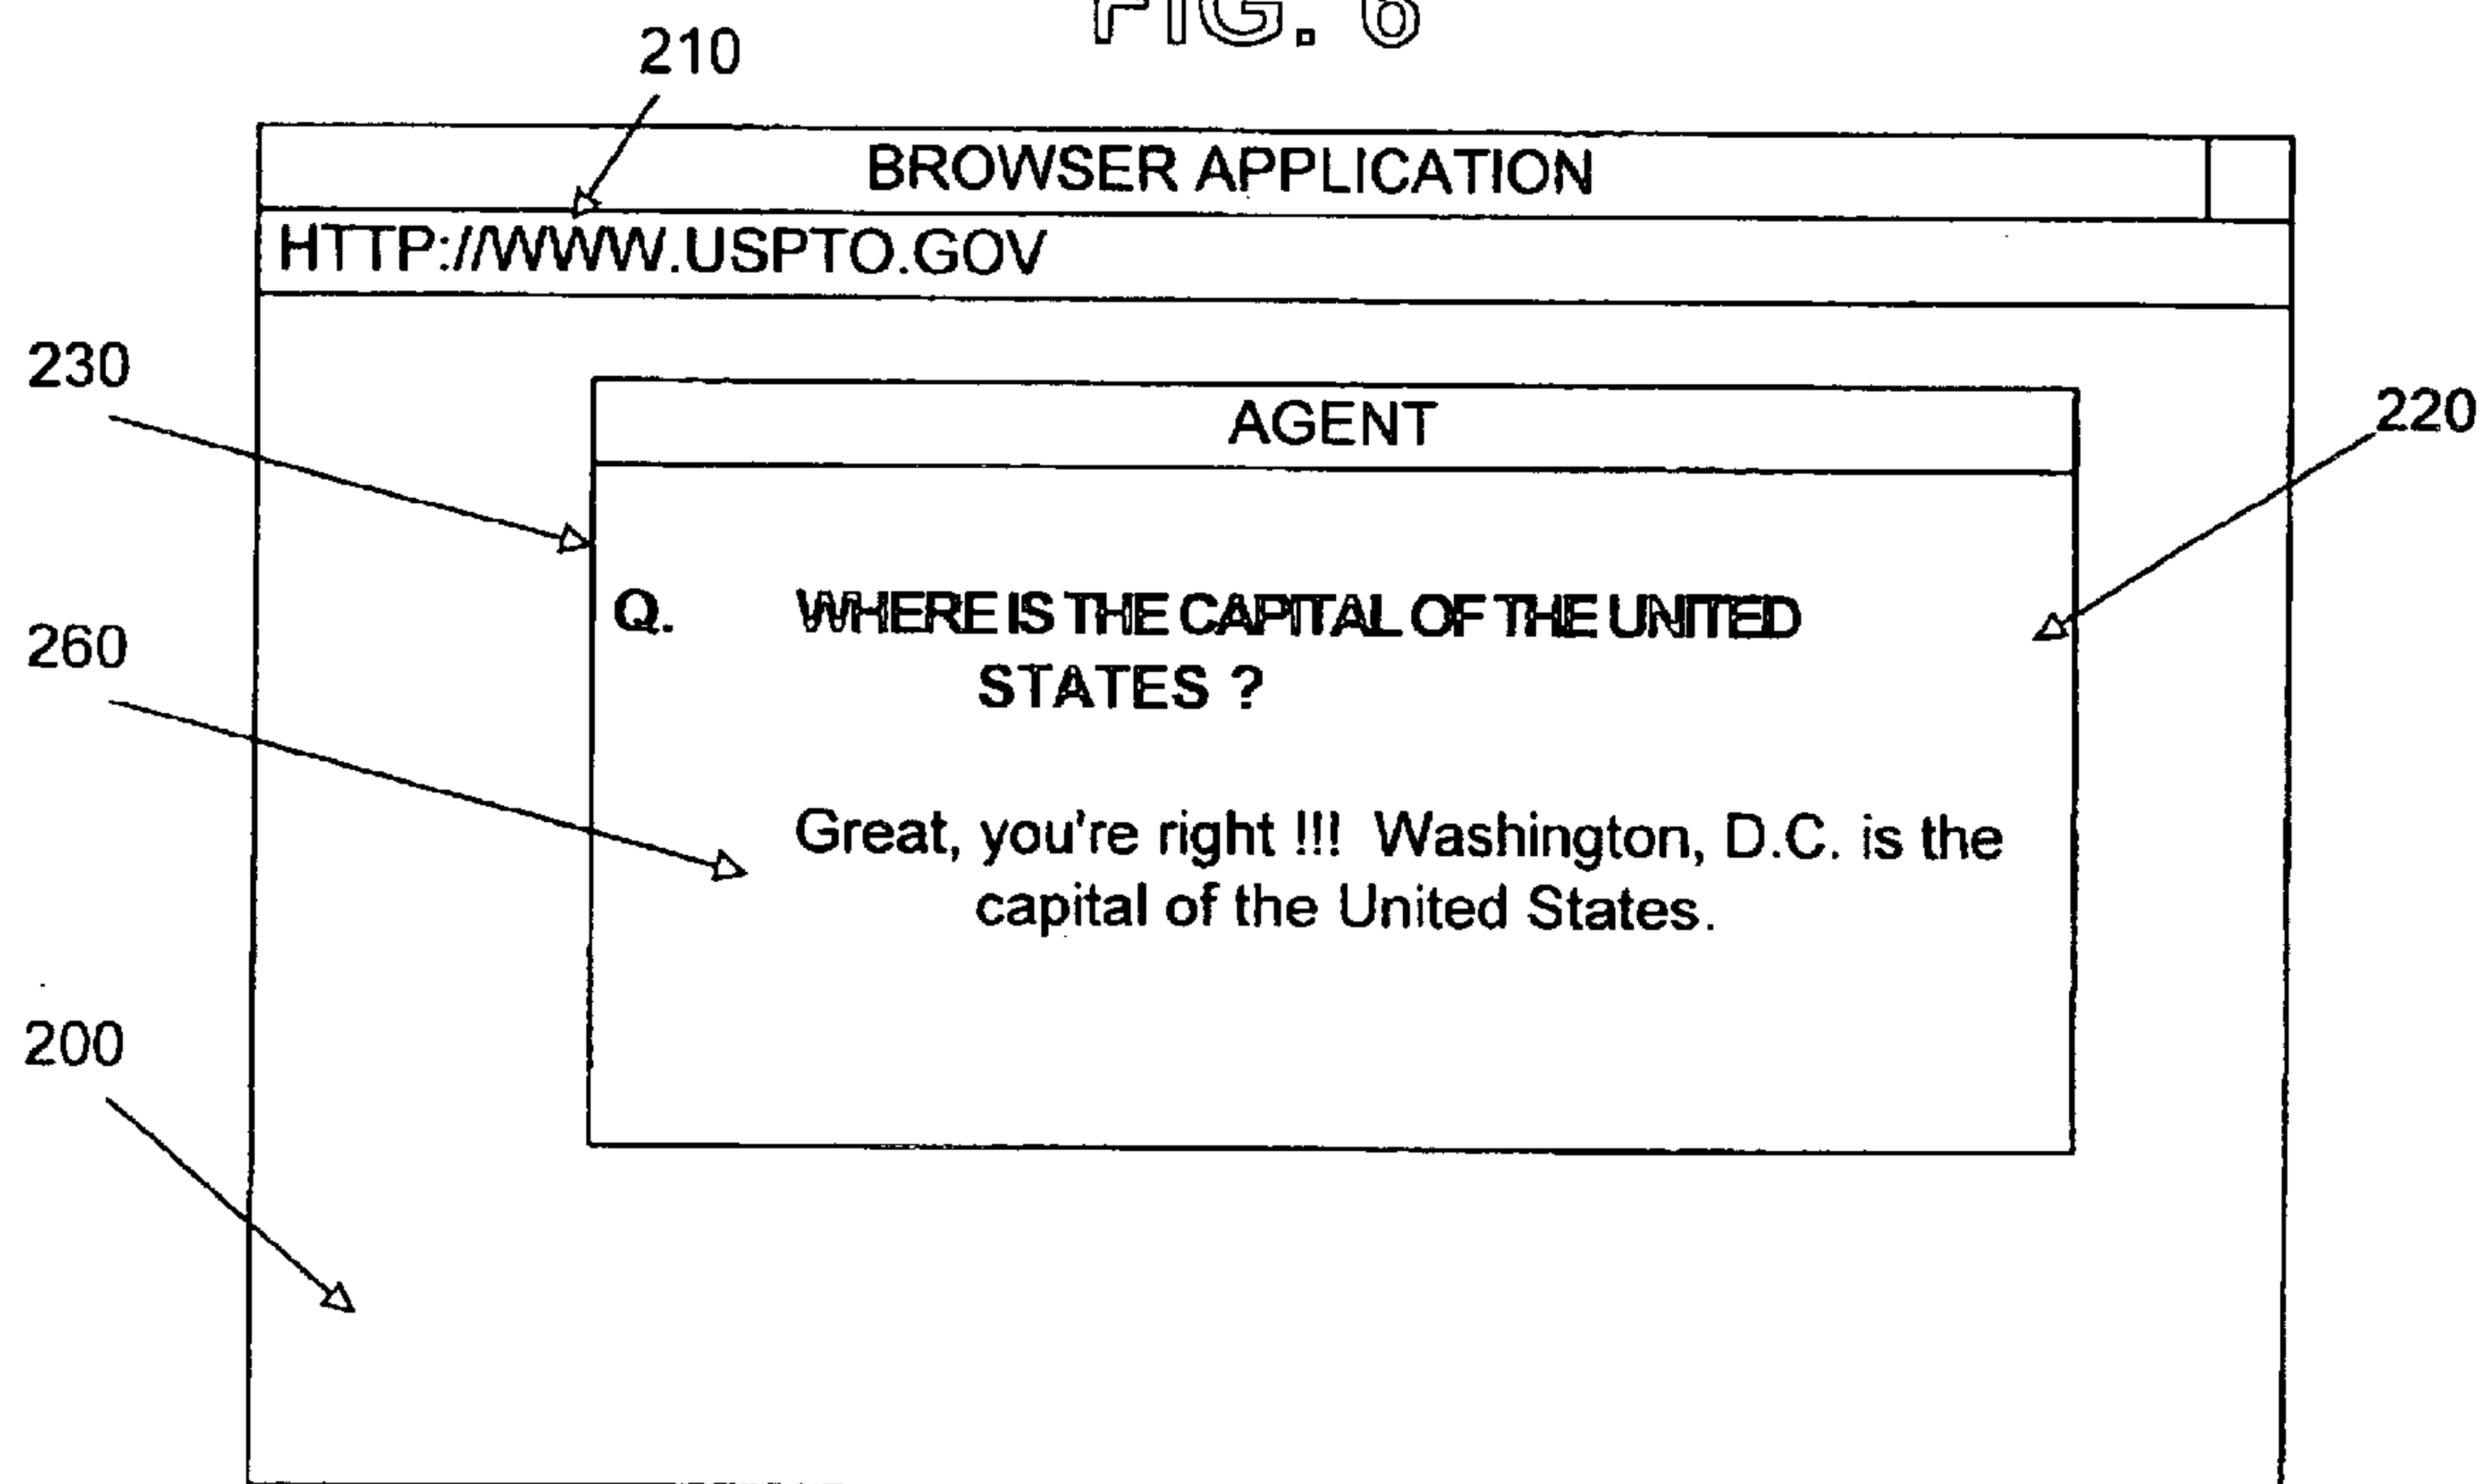 FIG. 6
210
BROWSER APPLICATION
HTTP://WWW.USPTO.GOV
230
AGENT
220
Q. WHERE IS THE CAPITAL OF THE UNITED
STATES ?
260
Great, you're right !!! Washington, D.C. is the
capital of the United States.
200